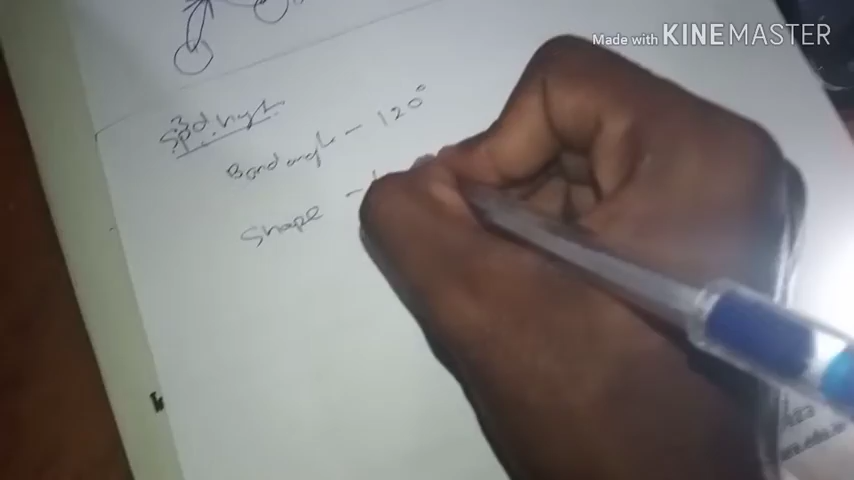 Made with KINEMASTER
sp3d hyb
Bond angle - 120°
Shape -